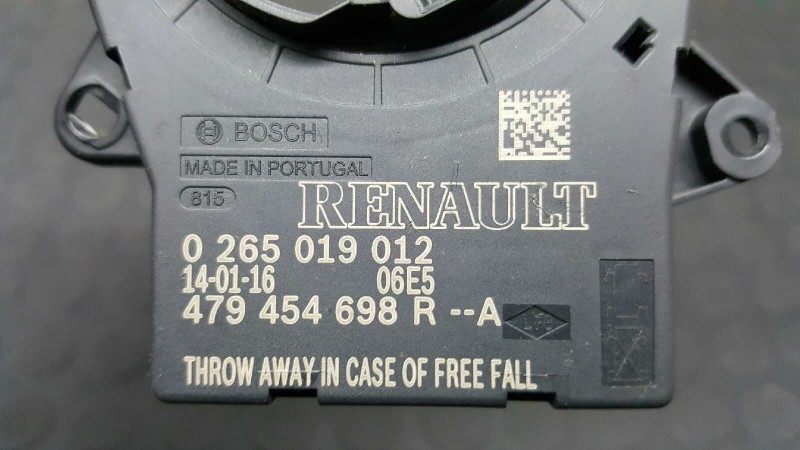 BOSCH
MADE IN PORTUGAL
815
RENAULT
0 265 019 012
14-01-16 06E5
479 454 698 R --A
THROW AWAY IN CASE OF FREE FALL